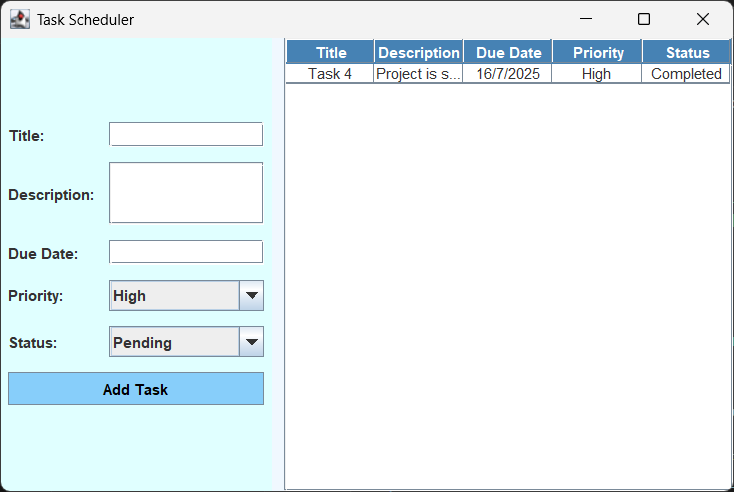 Task Scheduler
Title:
Description:
Due Date:
Priority:
High
Status:
Pending
Add Task
Title Description Due Date Priority Status
Task 4 Project is s... 16/7/2025 High Completed